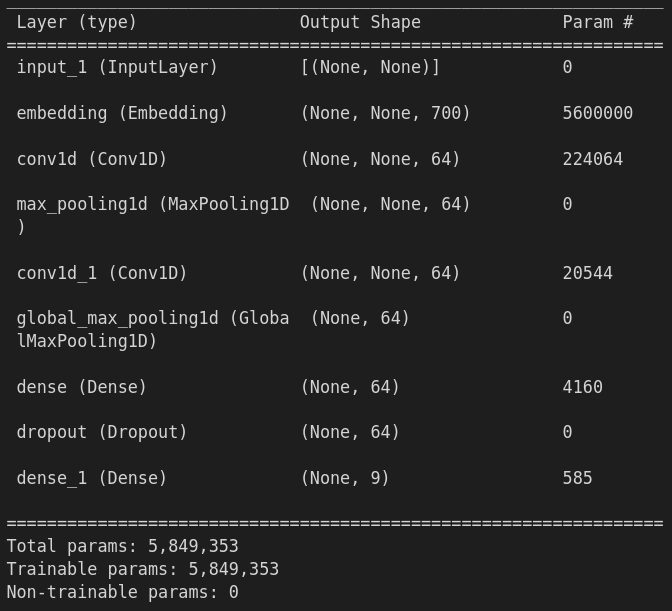 _________________________________________________________________
 Layer (type)                Output Shape              Param #
=================================================================
 input_1 (InputLayer)        [(None, None)]            0
 embedding (Embedding)       (None, None, 700)         5600000
 conv1d (Conv1D)             (None, None, 64)          224064
 max_pooling1d (MaxPooling1D  (None, None, 64)         0
 )
 conv1d_1 (Conv1D)           (None, None, 64)          20544
 global_max_pooling1d (Globa  (None, 64)               0
 lMaxPooling1D)
 dense (Dense)               (None, 64)                4160
 dropout (Dropout)           (None, 64)                0
 dense_1 (Dense)             (None, 9)                 585
=================================================================
Total params: 5,849,353
Trainable params: 5,849,353
Non-trainable params: 0